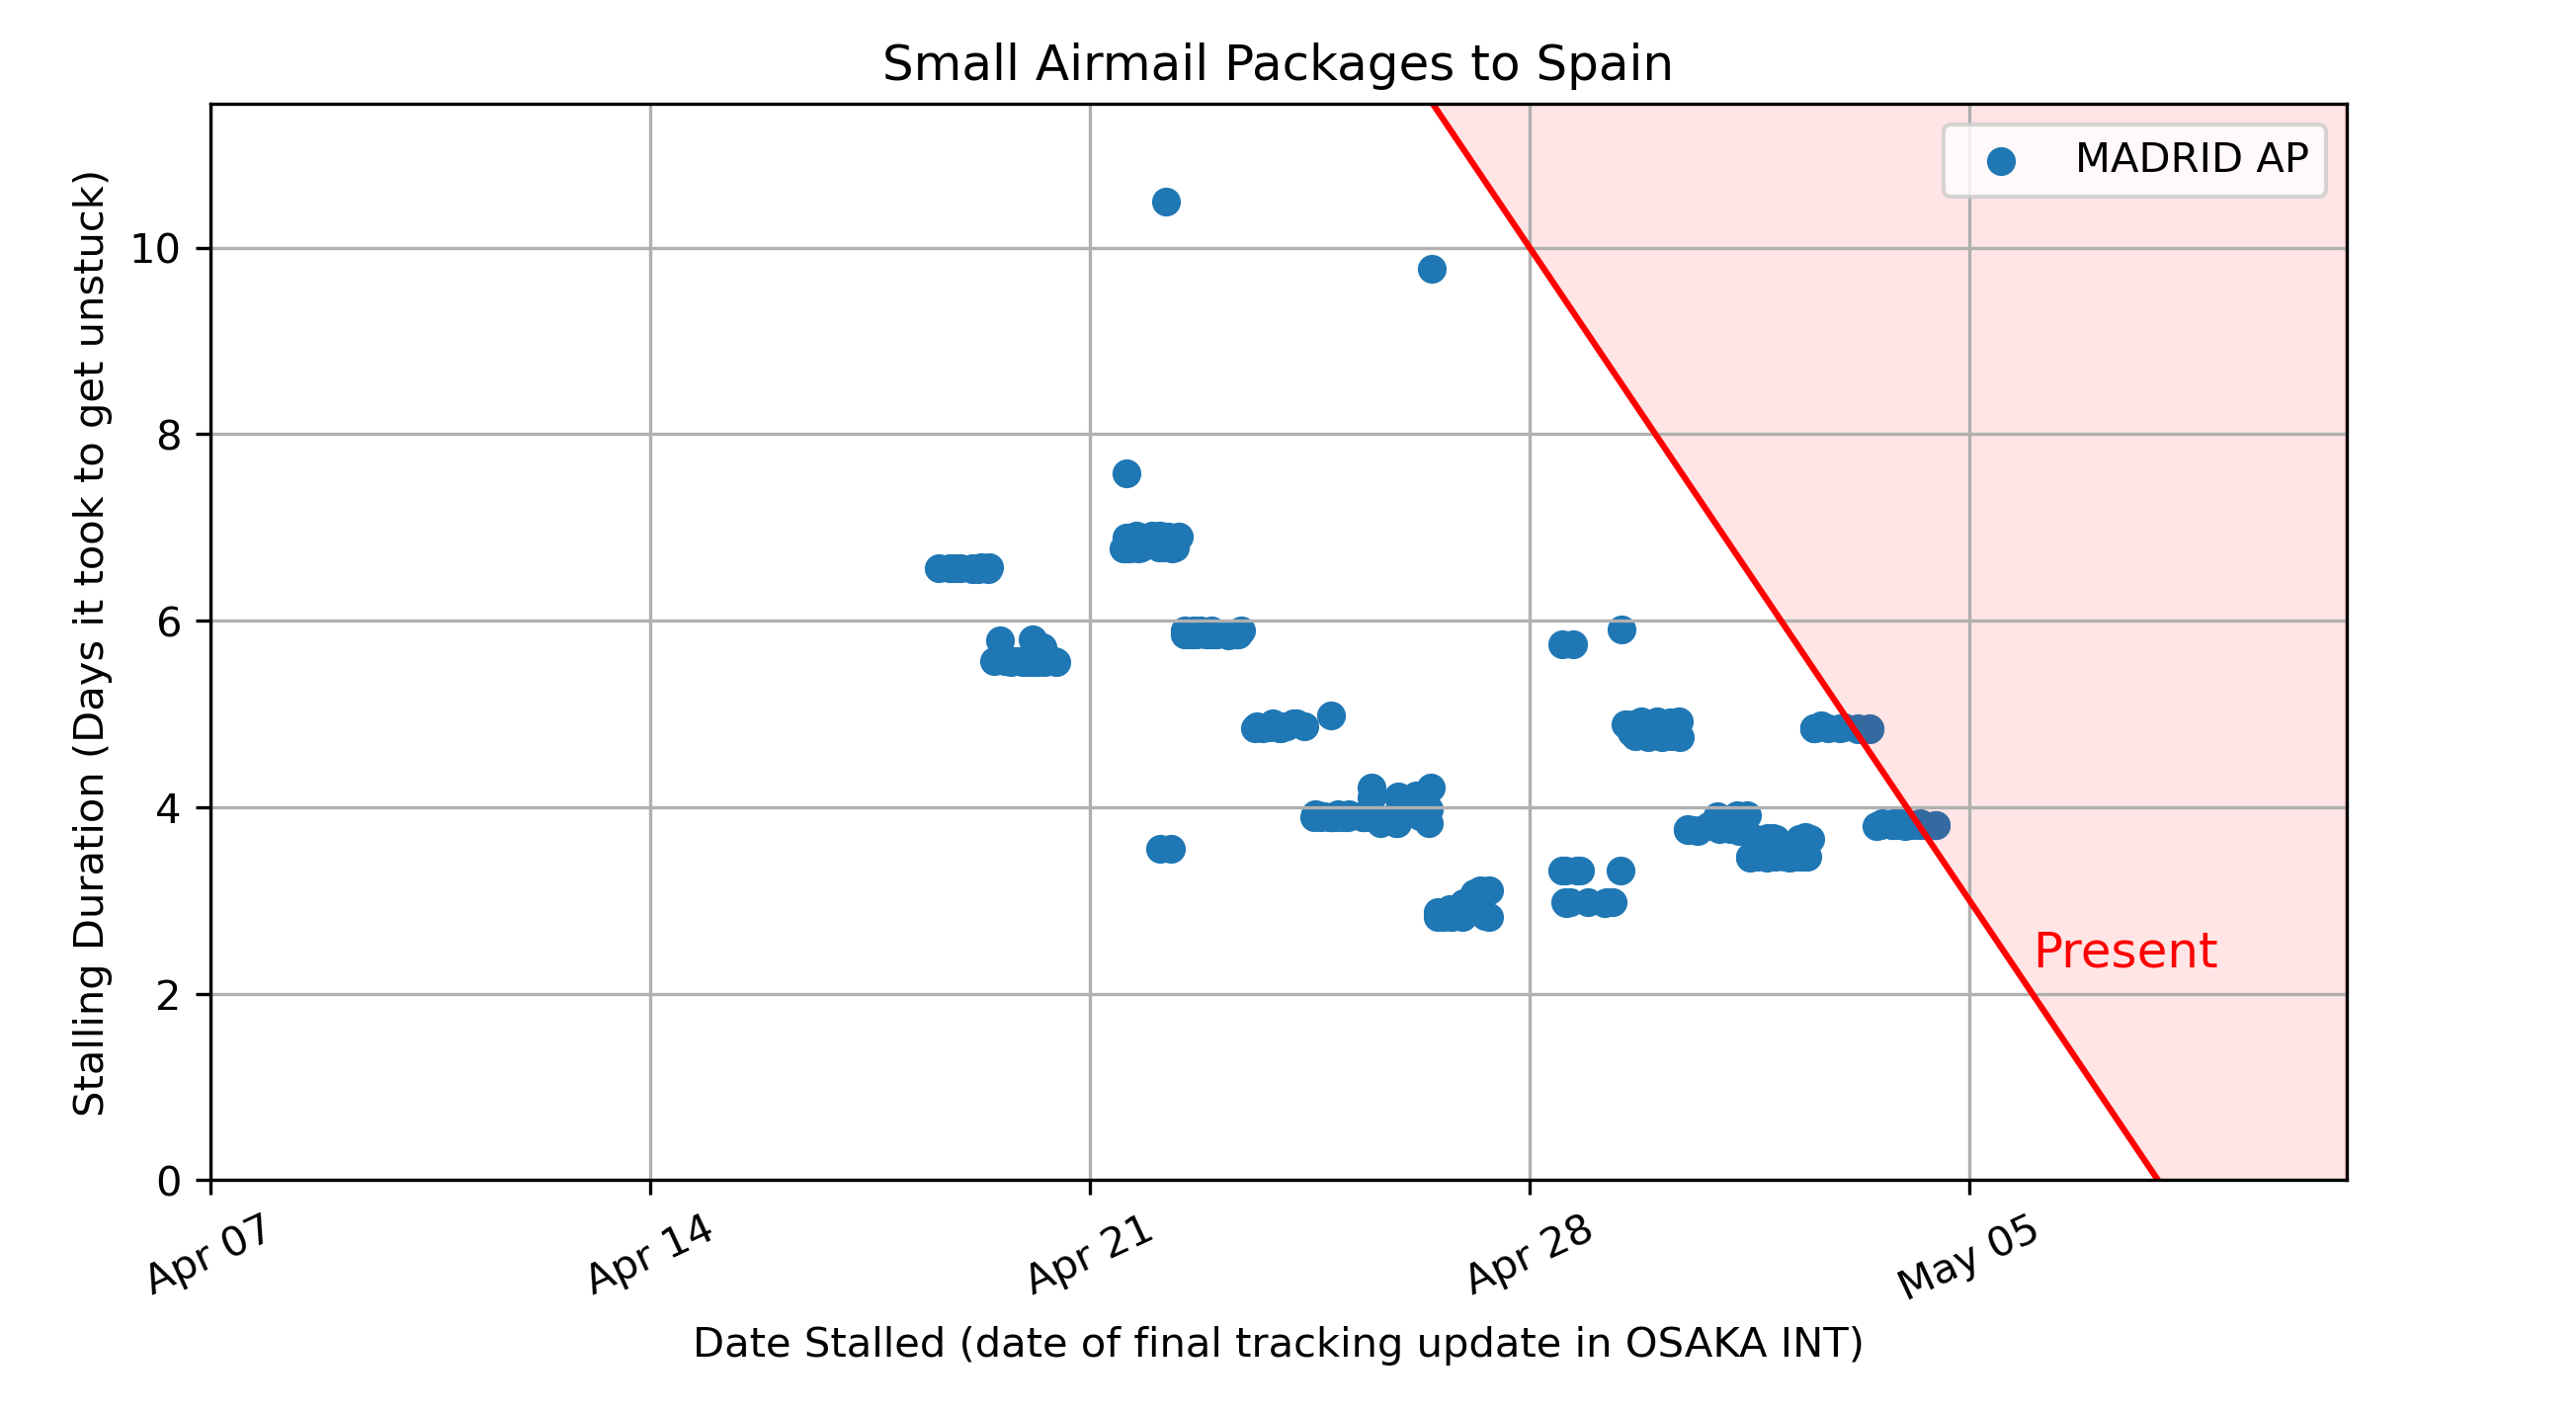 Small Airmail Packages to Spain
MADRID AP
Stalling Duration (Days it took to get unstuck)
10
8
6
4
2
0
Present
Apr 07
Apr 14
Apr 21
Apr 28
May 05
Date Stalled (date of final tracking update in OSAKA INT)